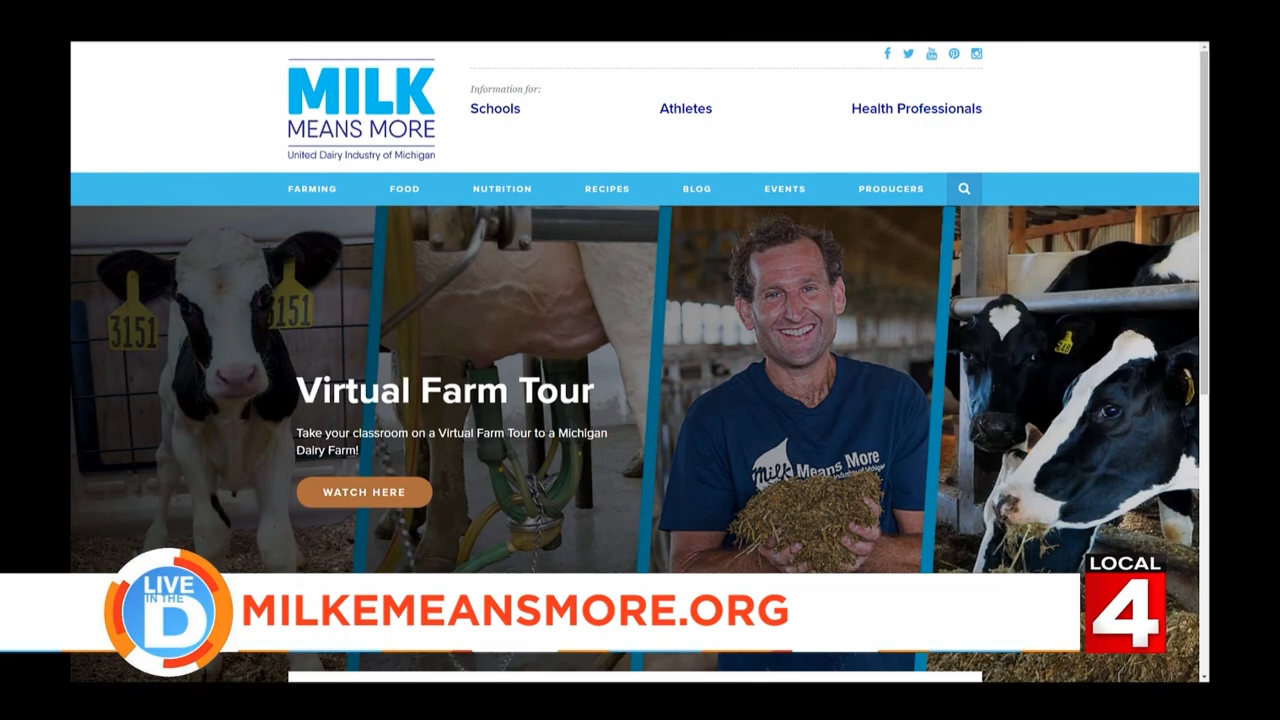 MILK
MEANS MORE
United Dairy Industry of Michigan
Information for:
Schools Athletes Health Professionals
FARMING FOOD NUTRITION RECIPES BLOG EVENTS PRODUCERS
3151
3151
Virtual Farm Tour
Take your classroom on a Virtual Farm Tour to a Michigan
Dairy Farm!
WATCH HERE
Milk Means More
LIVE
IN THE
D
MILKEMEANSMORE.ORG
LOCAL
4